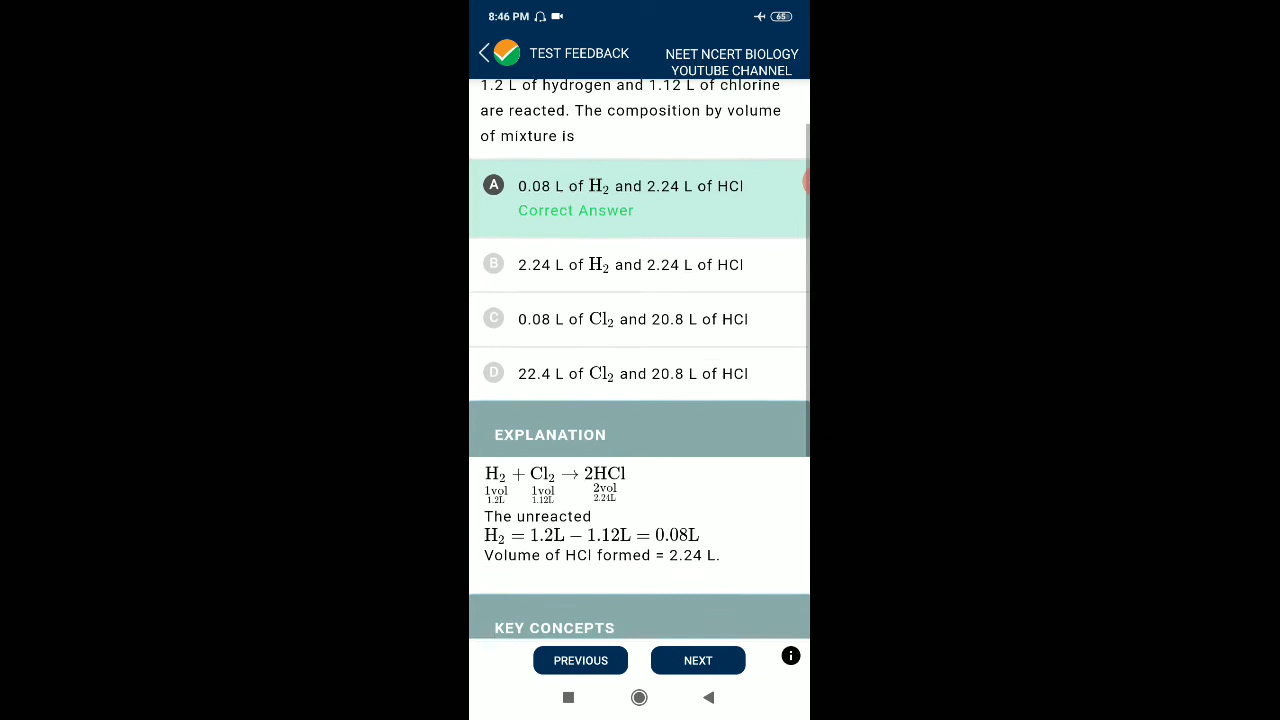 8:46 PM
65
TEST FEEDBACK
NEET NCERT BIOLOGY
YOUTUBE CHANNEL
1.2 L of hydrogen and 1.12 L of chlorine
are reacted. The composition by volume
of mixture is
A 0.08 L of H₂ and 2.24 L of HCl
Correct Answer
B 2.24 L of H₂ and 2.24 L of HCl
C 0.08 L of Cl₂ and 20.8 L of HCl
D 22.4 L of Cl₂ and 20.8 L of HCl
EXPLANATION
H₂ + Cl₂ → 2HCl
1vol 1vol 2vol
1.2L 1.12L 2.24L
The unreacted
H₂ = 1.2L − 1.12L = 0.08L
Volume of HCl formed = 2.24 L.
KEY CONCEPTS
PREVIOUS NEXT